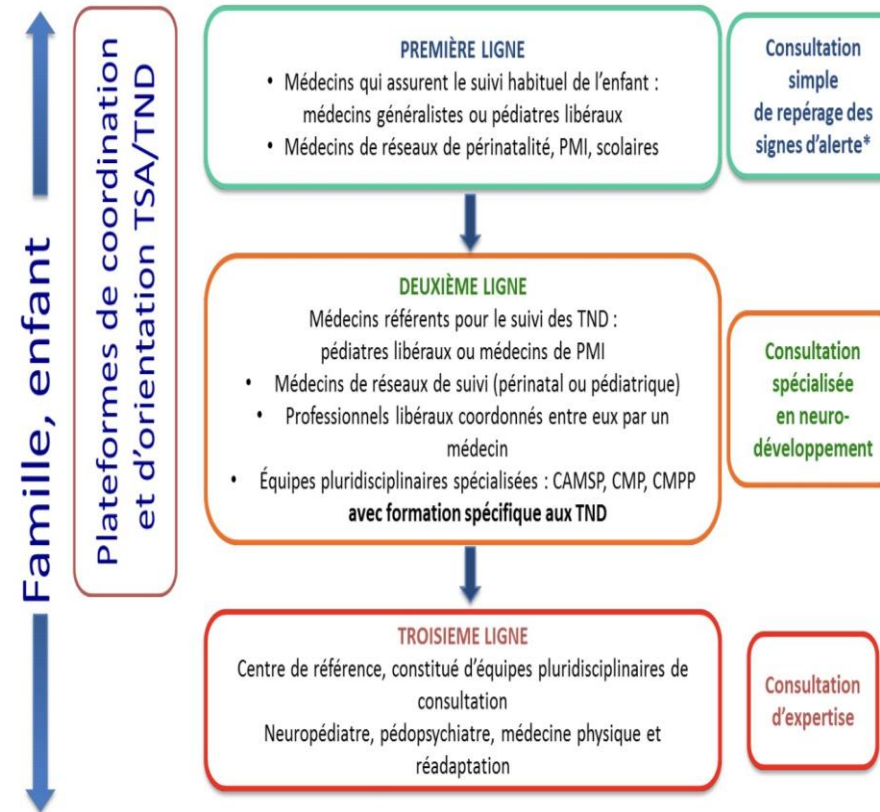 Famille, enfant
Plateformes de coordination
et d'orientation TSA/TND
PREMIÈRE LIGNE
• Médecins qui assurent le suivi habituel de l'enfant :
médecins généralistes ou pédiatres libéraux
• Médecins de réseaux de périnatalité, PMI, scolaires
Consultation
simple
de repérage des
signes d'alerte*
DEUXIÈME LIGNE
Médecins référents pour le suivi des TND :
pédiatres libéraux ou médecins de PMI
• Médecins de réseaux de suivi (périnatal ou pédiatrique)
• Professionnels libéraux coordonnés entre eux par un
médecin
• Équipes pluridisciplinaires spécialisées : CAMSP, CMP, CMPP
avec formation spécifique aux TND
Consultation
spécialisée
en neuro-
développement
TROISIEME LIGNE
Centre de référence, constitué d'équipes pluridisciplinaires de
consultation
Neuropédiatre, pédopsychiatre, médecine physique et
réadaptation
Consultation
d'expertise